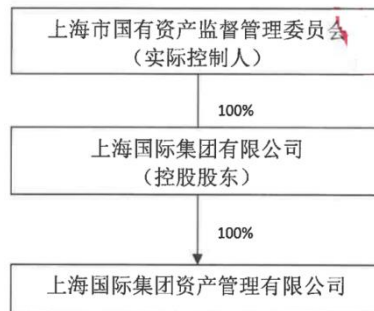 上海市国有资产监督管理委员会
（实际控制人）
100%
上海国际集团有限公司
（控股股东）
100%
上海国际集团资产管理有限公司